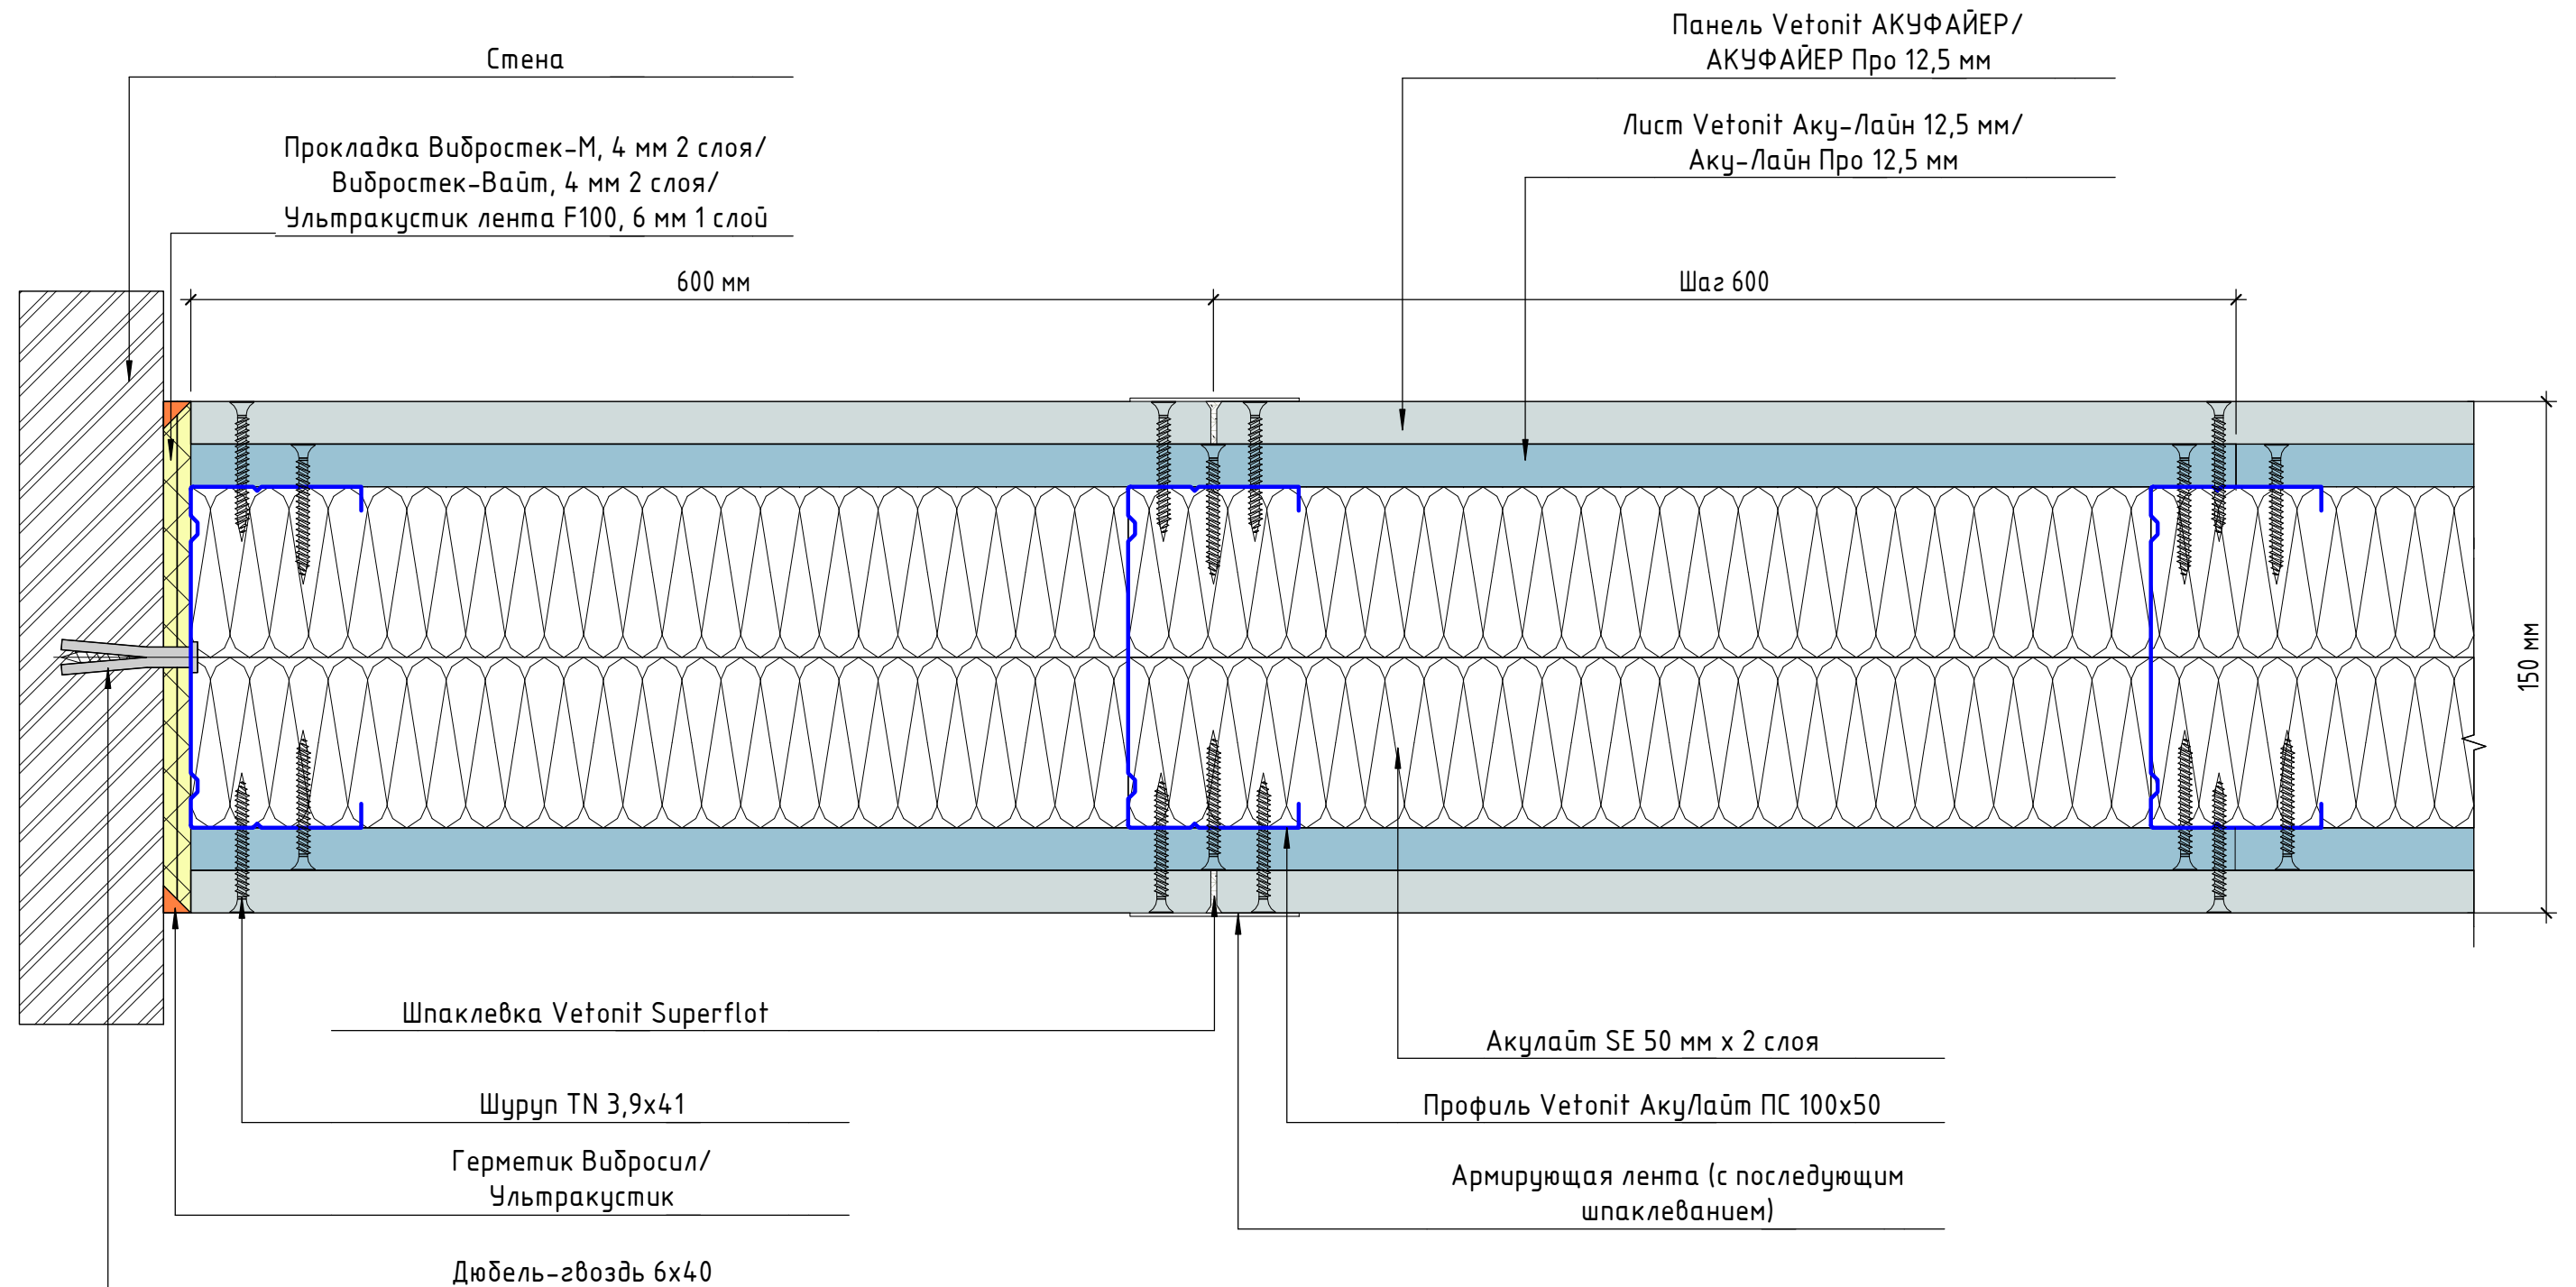 Стена
Прокладка Вибростек-М, 4 мм 2 слоя/
Вибростек-Вайт, 4 мм 2 слоя/
Ультракустик лента F100, 6 мм 1 слой
Панель Vetonit АКУФАЙЕР/
АКУФАЙЕР Про 12,5 мм
Лист Vetonit Аку-Лайн 12,5 мм/
Аку-Лайн Про 12,5 мм
600 мм
Шаг 600
150 мм
Шпаклевка Vetonit Superflot
Шуруп TN 3,9х41
Герметик Вибросил/
Ультракустик
Дюбель-гвоздь 6х40
Акулайт SE 50 мм х 2 слоя
Профиль Vetonit АкуЛайт ПС 100х50
Армирующая лента (с последующим
шпаклеванием)